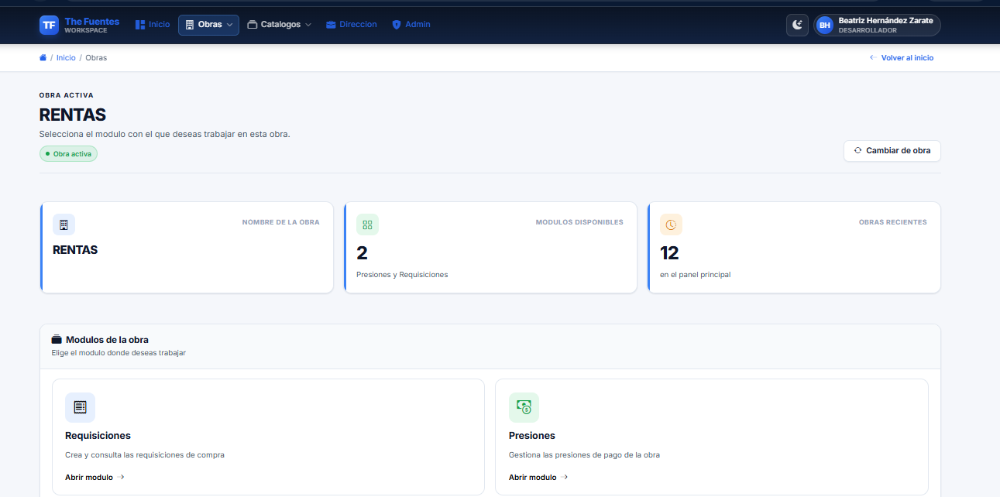 TF
The Fuentes
WORKSPACE
Inicio
Obras
Catalogos
Direccion
Admin
BH
Beatriz Hernández Zarate
DESARROLLADOR
/ Inicio / Obras
Volver al inicio
OBRA ACTIVA
RENTAS
Selecciona el modulo con el que deseas trabajar en esta obra.
Obra activa
Cambiar de obra
NOMBRE DE LA OBRA
RENTAS
MODULOS DISPONIBLES
2
Presiones y Requisiciones
OBRAS RECIENTES
12
en el panel principal
Modulos de la obra
Elige el modulo donde deseas trabajar
Requisiciones
Crea y consulta las requisiciones de compra
Abrir modulo
Presiones
Gestiona las presiones de pago de la obra
Abrir modulo